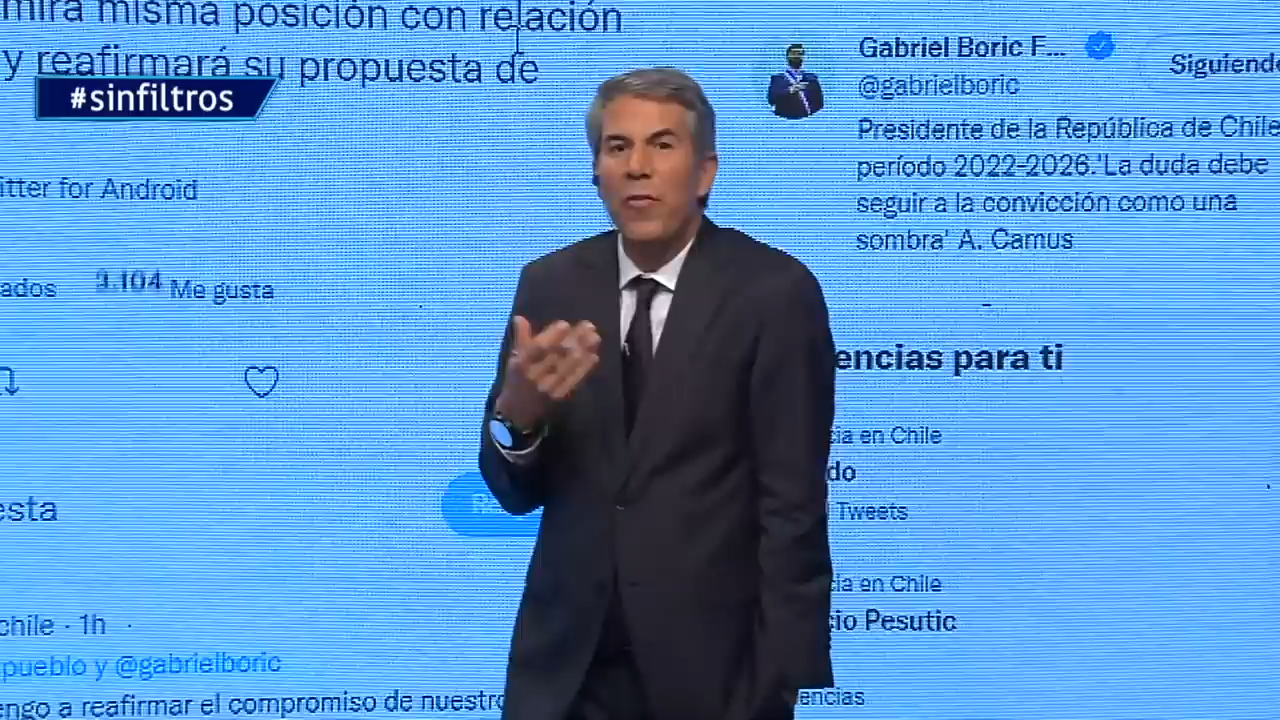 mira misma posición con relación
y reafirmará su propuesta de
#sinfiltros
itter for Android
ados 3.104 Me gusta
esta
chile · 1h ·
pueblo y @gabrielboric
engo a reafirmar el compromiso de nuestro
Gabriel Boric F...
Siguiendo
@gabrielboric
Presidente de la República de Chile
período 2022-2026.'La duda debe
seguir a la convicción como una
sombra' A. Camus
encias para ti
cia en Chile
do
Tweets
cia en Chile
cio Pesutic
encias